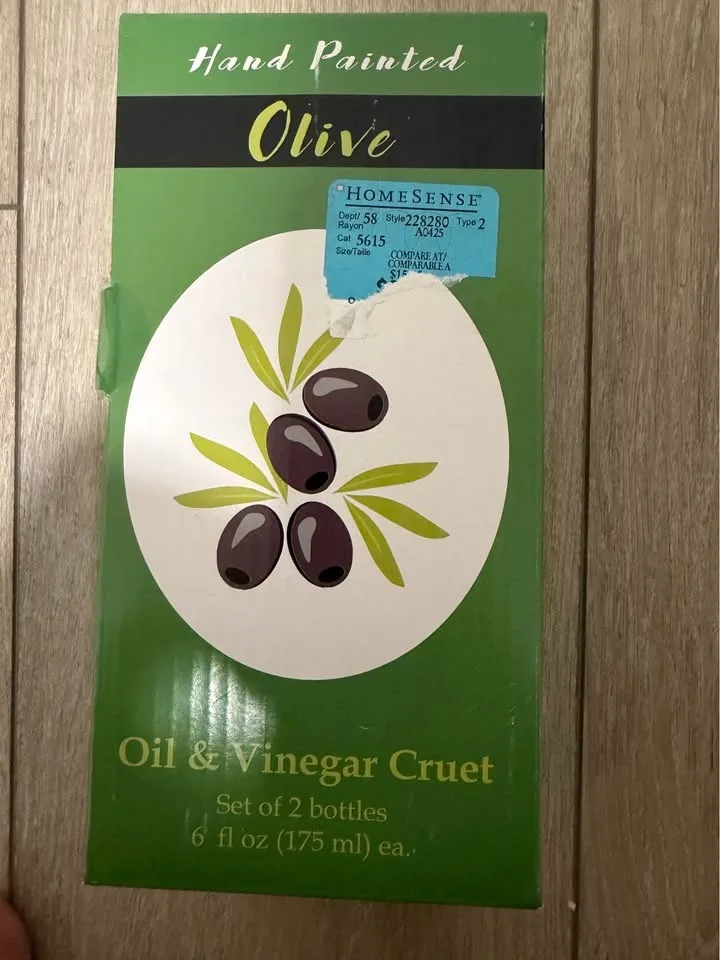 Hand Painted
Olive
HOMESENSE
Dept/ 58 Style 228280 Type 2
Rayon A0425
Cat 5615
Size/Taille
COMPARE AT/
COMPARABLE A
Oil & Vinegar Cruet
Set of 2 bottles
6 fl oz (175 ml) ea.